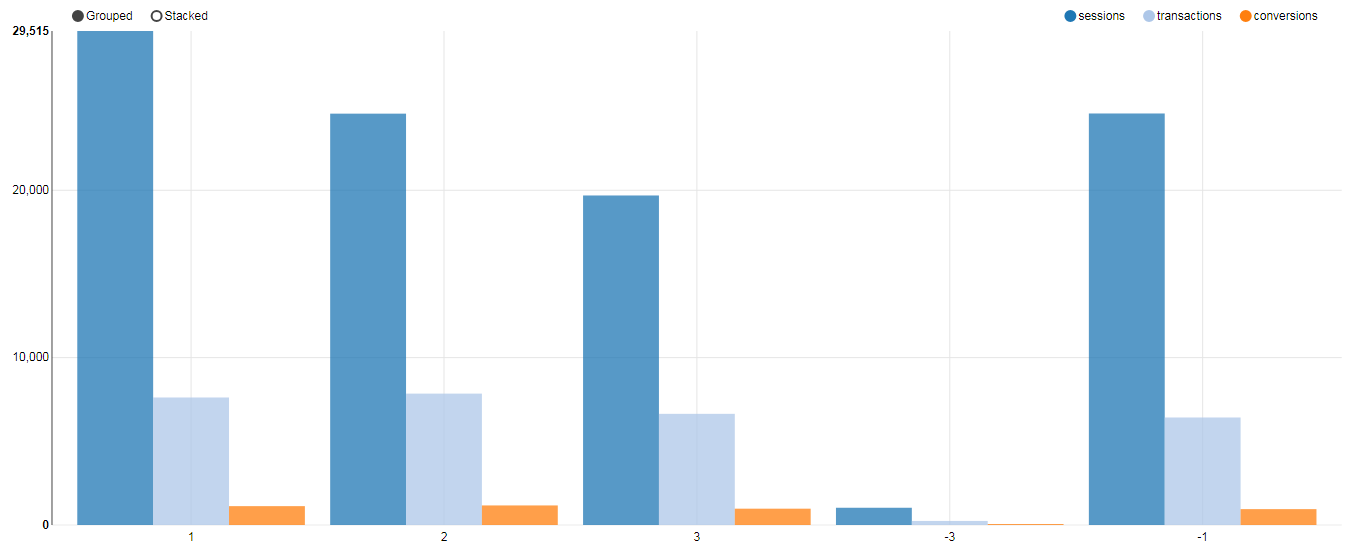 Grouped Stacked sessions transactions conversions
29,515
20,000
10,000
0
1 2 3 -3 -1